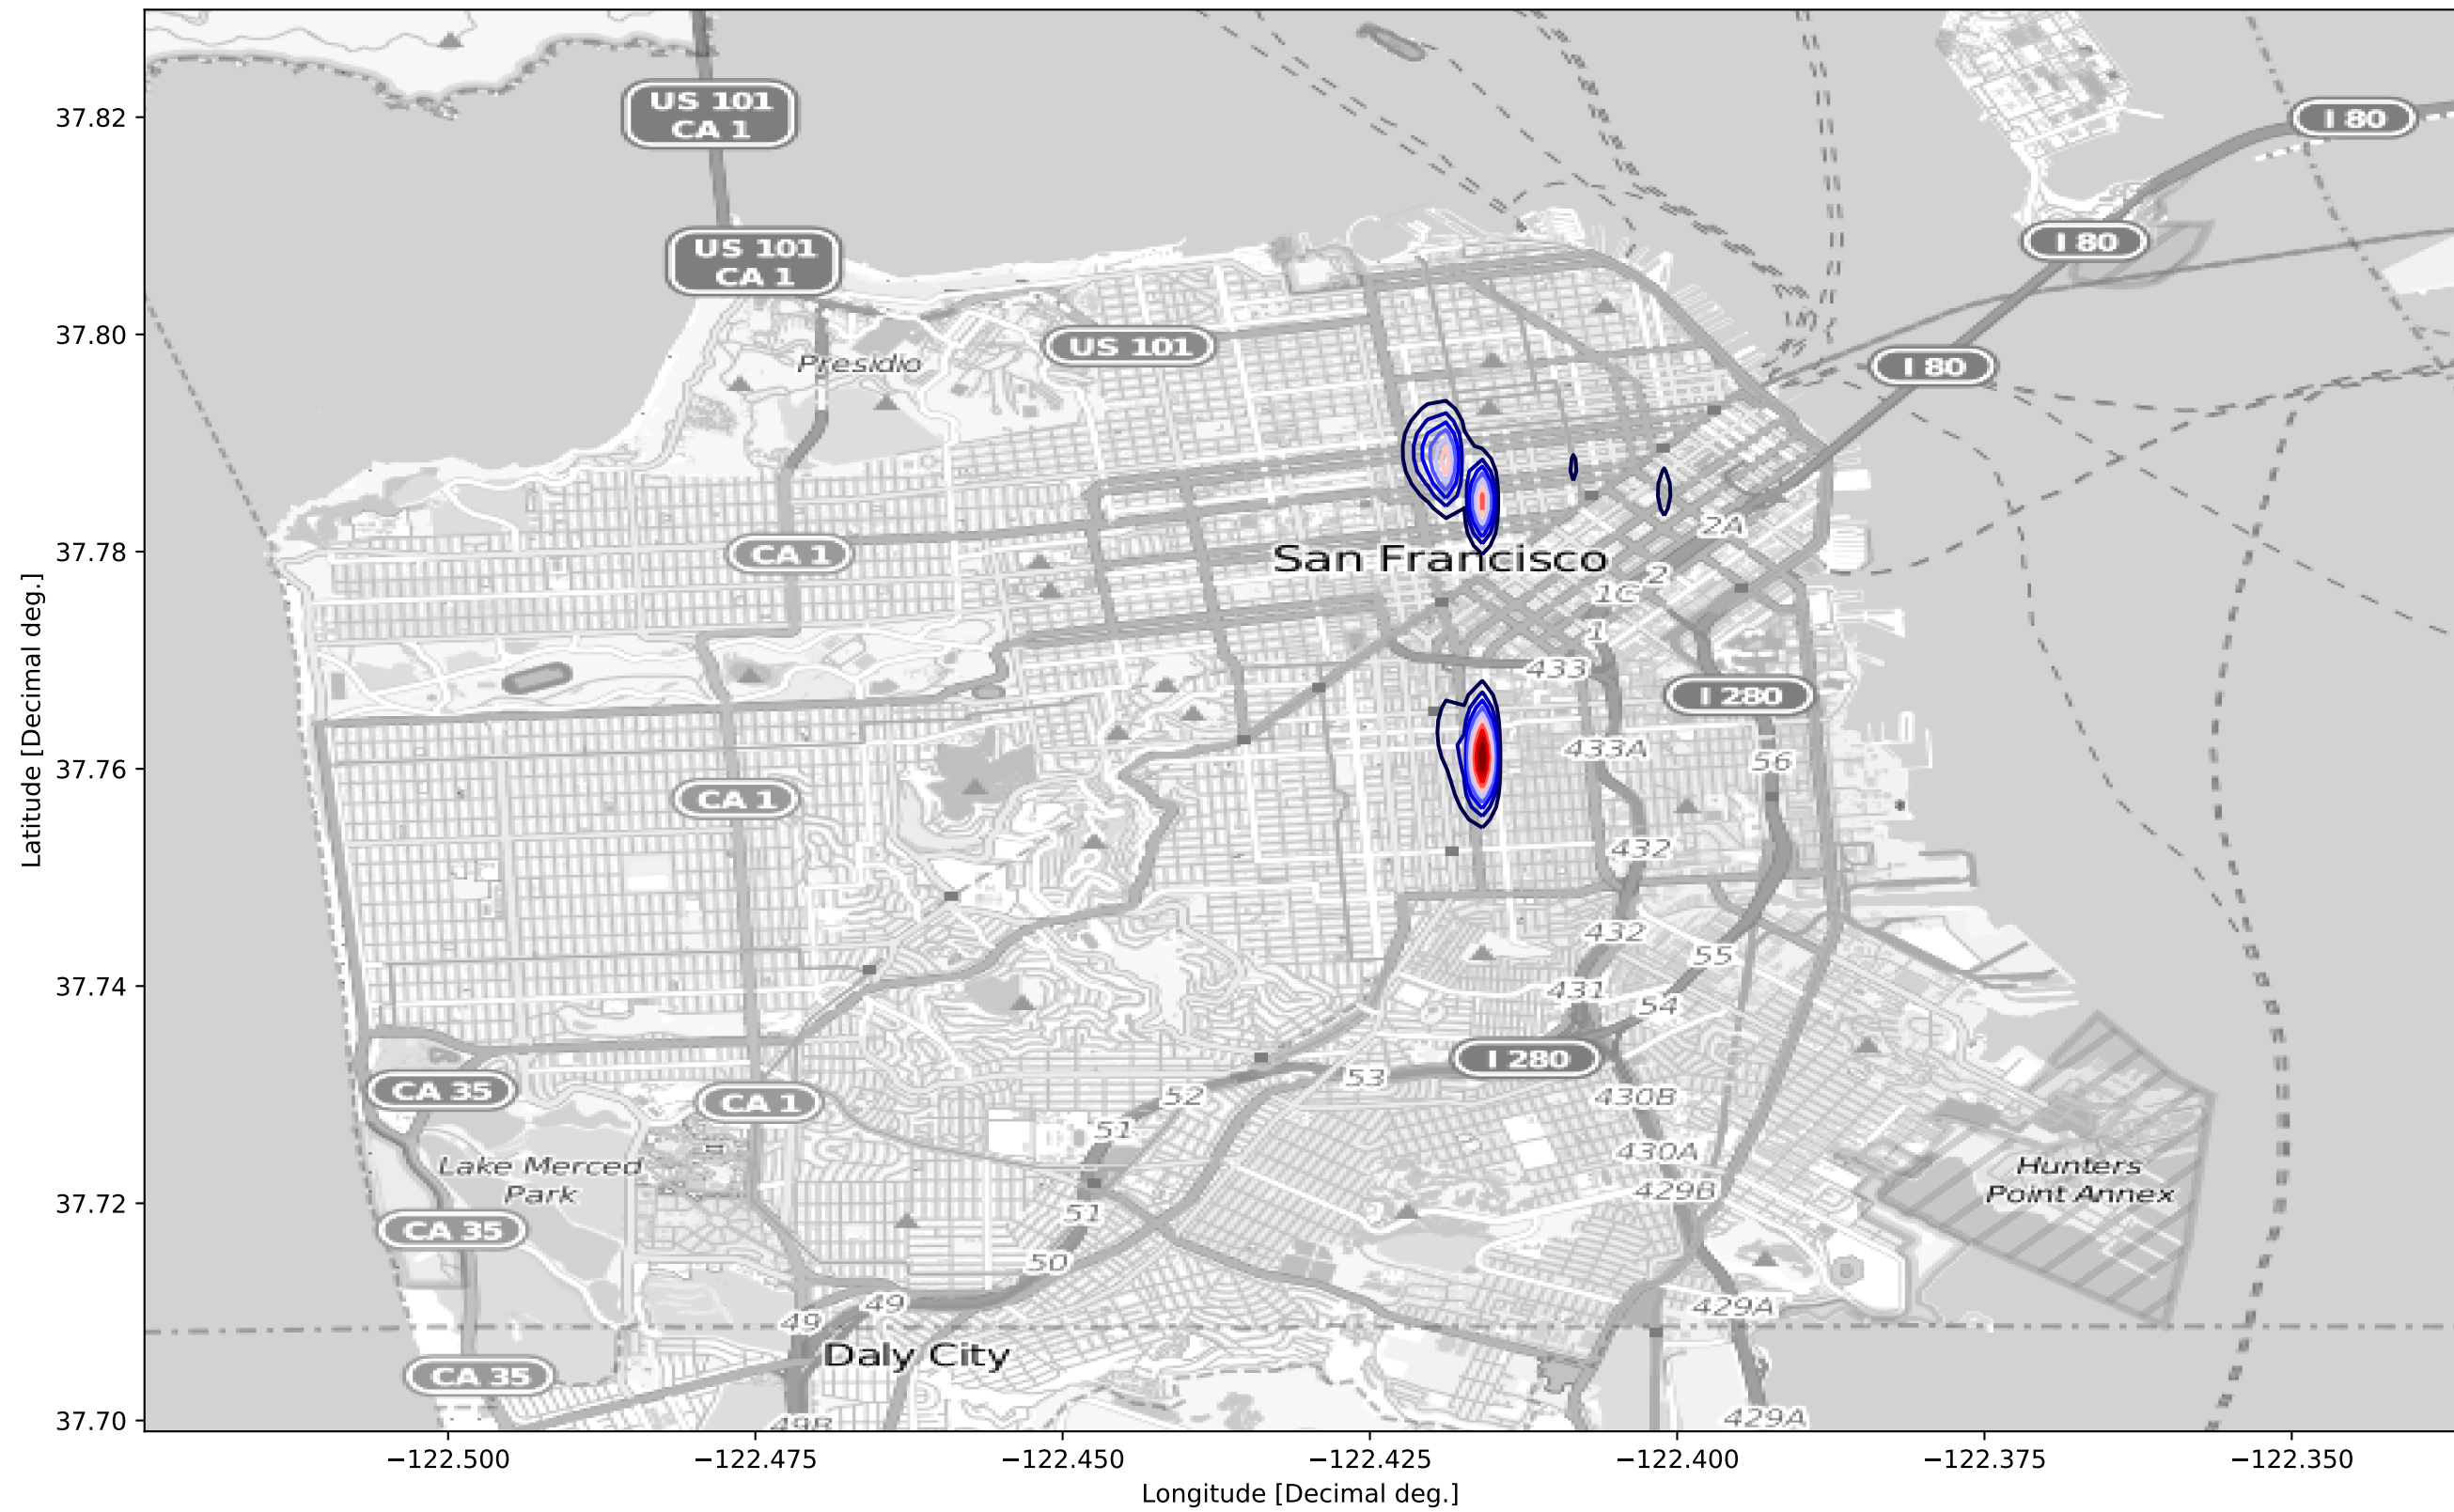 US 101
CA 1
I 80
37.82
US 101
CA 1
I 80
37.80
US 101
I 80
Presidio
2A
37.78
CA 1
San Francisco
2
1C
1
433
I 280
433A
56
37.76
CA 1
432
432
55
37.74
431
54
I 280
53
CA 35
52
CA 1
430B
51
430A
Lake Merced
Park
Hunters
Point Annex
429B
37.72
51
CA 35
50
49
429A
49
Daly City
CA 35
37.70
49B
429A
−122.500
−122.475
−122.450
−122.425
−122.400
−122.375
−122.350
Longitude [Decimal deg.]
Latitude [Decimal deg.]